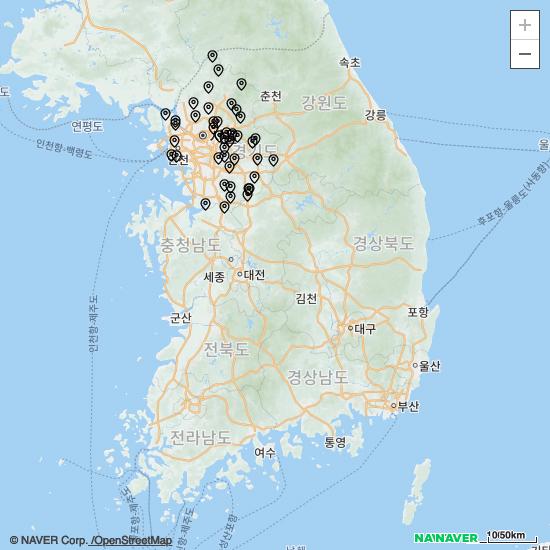 +
−
속초
춘천
강원도
강릉
연평도
인천항-백령도
인천
경기도
울
후포항-울릉도(사동항)
충청남도
경상북도
세종
대전
김천
인천항-제주도
군산
포항
전북도
대구
경상남도
울산
부산
전라남도
통영
여수
© NAVER Corp. /OpenStreetMap
NAVER
10/50km